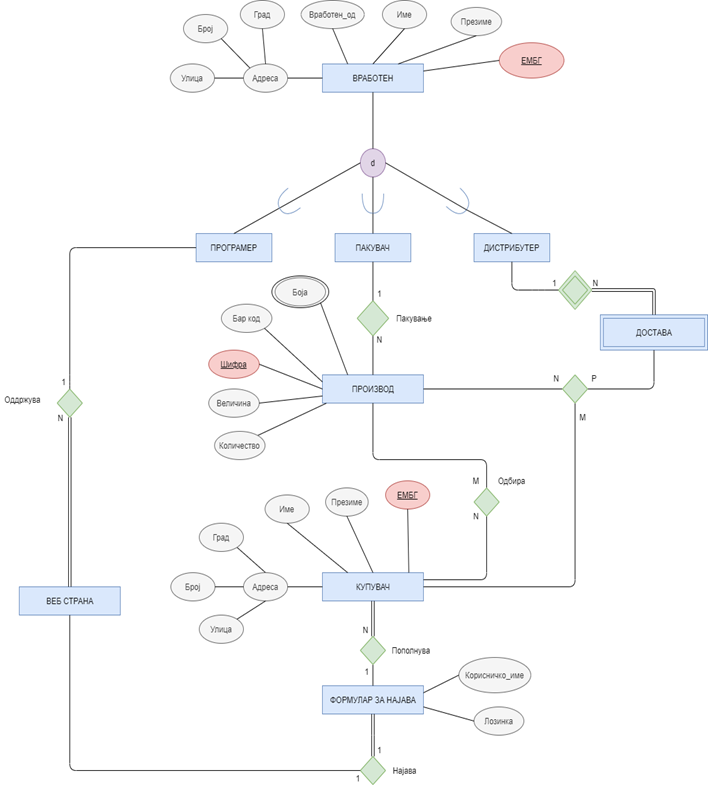 Град
Вработен_од
Име
Број
Презиме
ЕМБГ
Улица
Адреса
ВРАБОТЕН
d
ПРОГРАМЕР
ПАКУВАЧ
ДИСТРИБУТЕР
1
N
Боја
1
Бар код
Пакување
ДОСТАВА
N
Шифра
1
N
P
ПРОИЗВОД
Оддржува
Величина
N
M
Количество
M
Одбира
ЕМБГ
Презиме
Име
N
Град
Број
Адреса
КУПУВАЧ
ВЕБ СТРАНА
Улица
N
Пополнува
1
Корисничко_име
ФОРМУЛАР ЗА НАЈАВА
Лозинка
1
Најава
1